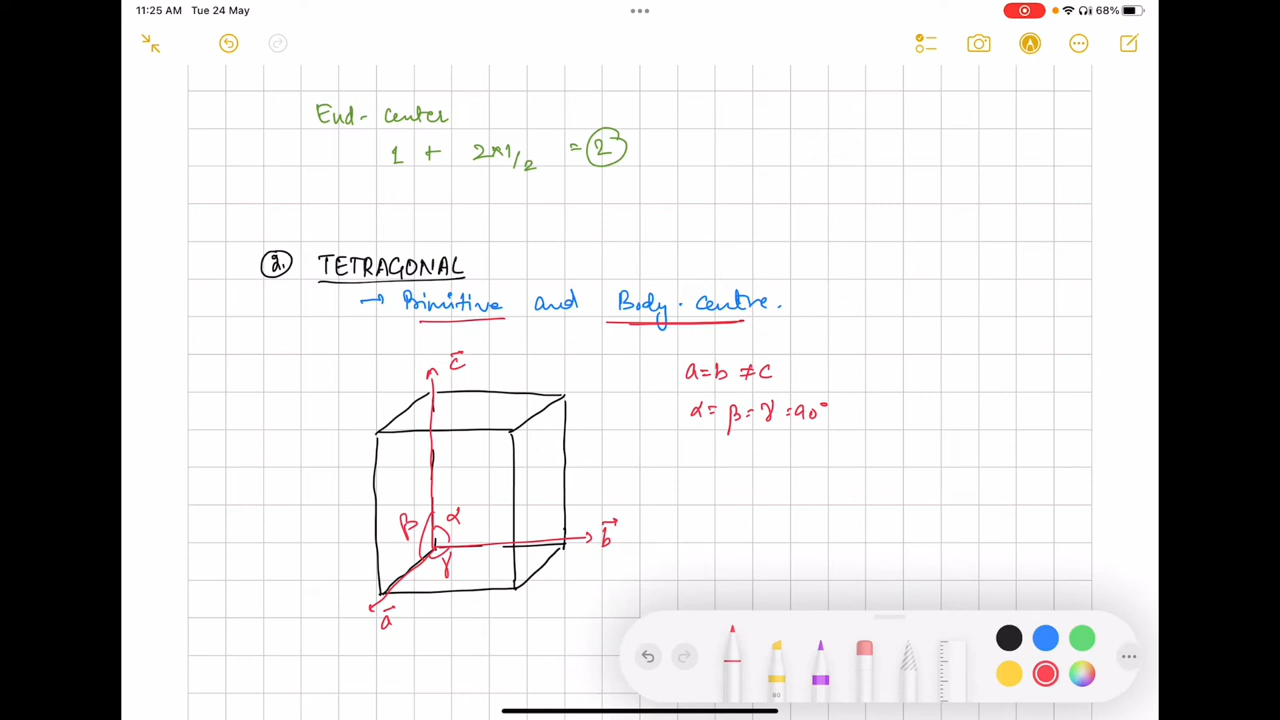 11:25 AM Tue 24 May
68%
End-center
1 + 2×1/2 = 2
2. TETRAGONAL
→ Primitive and Body-centre.
c⃗
a=b ≠c
α= β= γ =90°
β α
b⃗
γ
a⃗
80